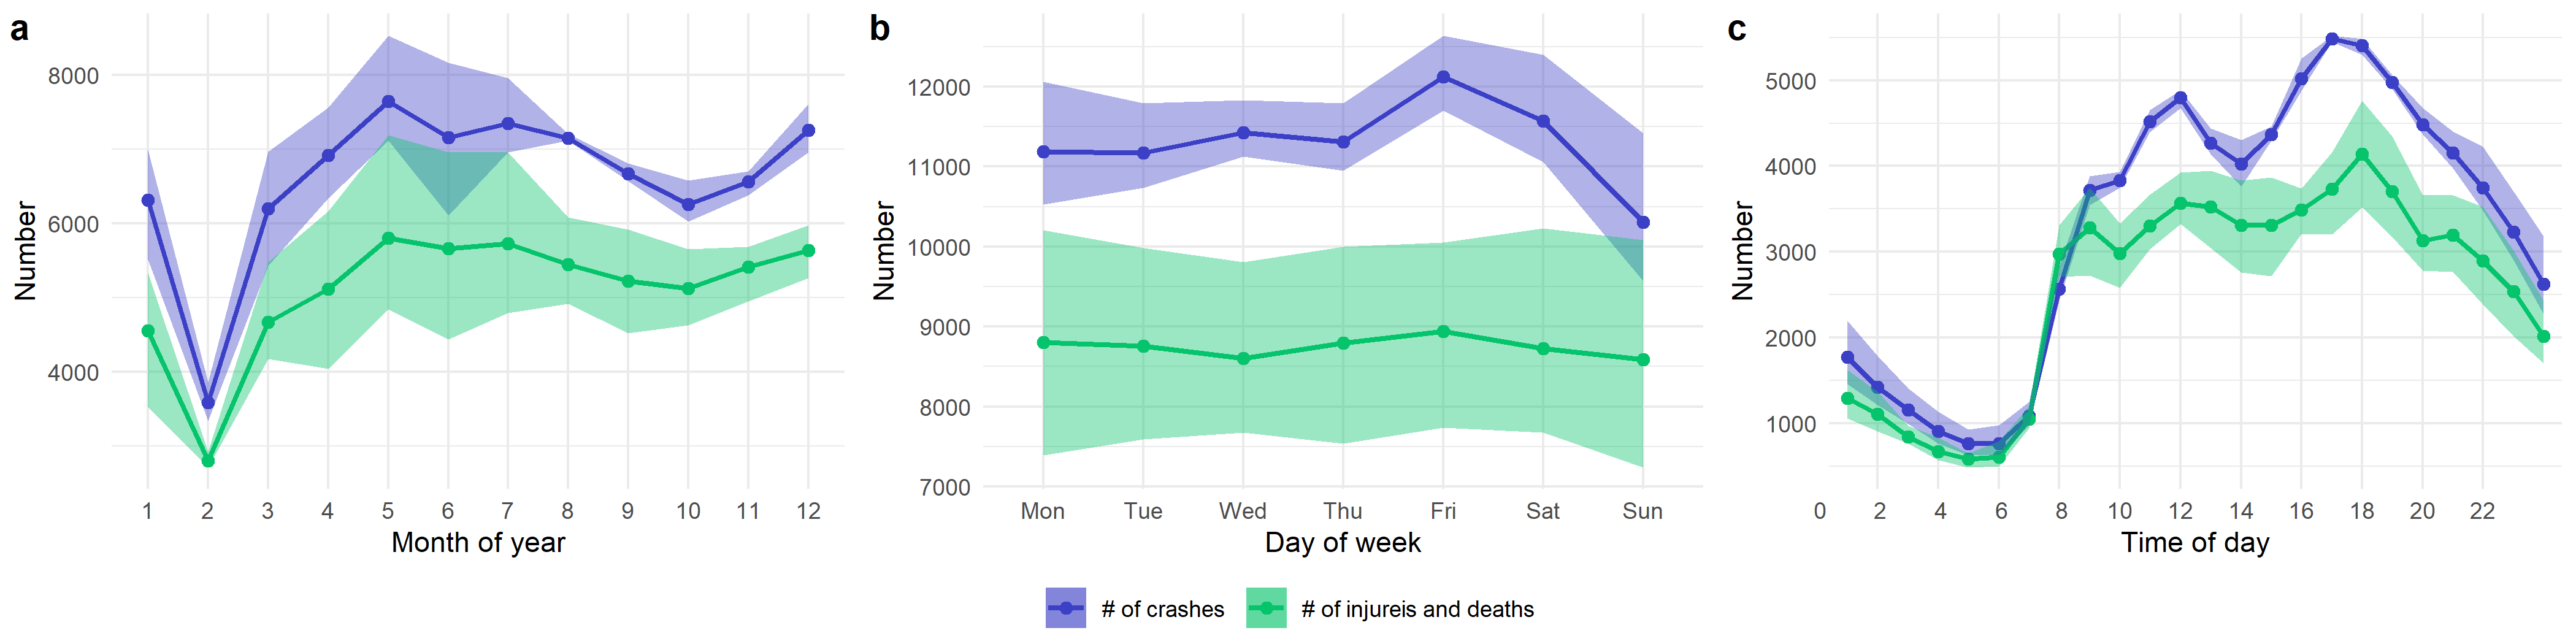 a
8000
6000
4000
Number
1 2 3 4 5 6 7 8 9 10 11 12
Month of year
b
12000
11000
10000
9000
8000
7000
Number
Mon Tue Wed Thu Fri Sat Sun
Day of week
c
5000
4000
3000
2000
1000
Number
0 2 4 6 8 10 12 14 16 18 20 22
Time of day
# of crashes # of injureis and deaths